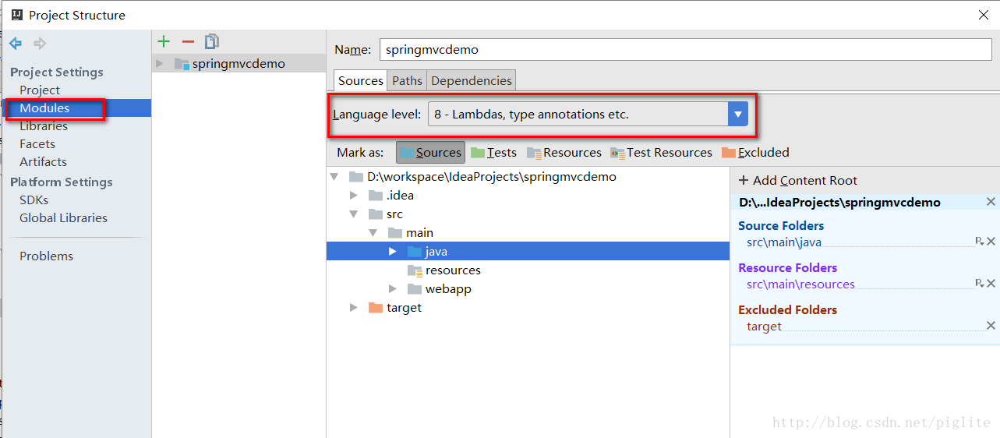 Project Structure
Project Settings
Project
Modules
Libraries
Facets
Artifacts
Platform Settings
SDKs
Global Libraries
Problems
springmvcdemo
Name: springmvcdemo
Sources Paths Dependencies
Language level: 8 - Lambdas, type annotations etc.
Mark as: Sources Tests Resources Test Resources Excluded
D:\workspace\IdeaProjects\springmvcdemo
.idea
src
main
java
resources
webapp
target
+ Add Content Root
D:\...IdeaProjects\springmvcdemo
Source Folders
src\main\java
Resource Folders
src\main\resources
Excluded Folders
target
http://blog.csdn.net/piglite